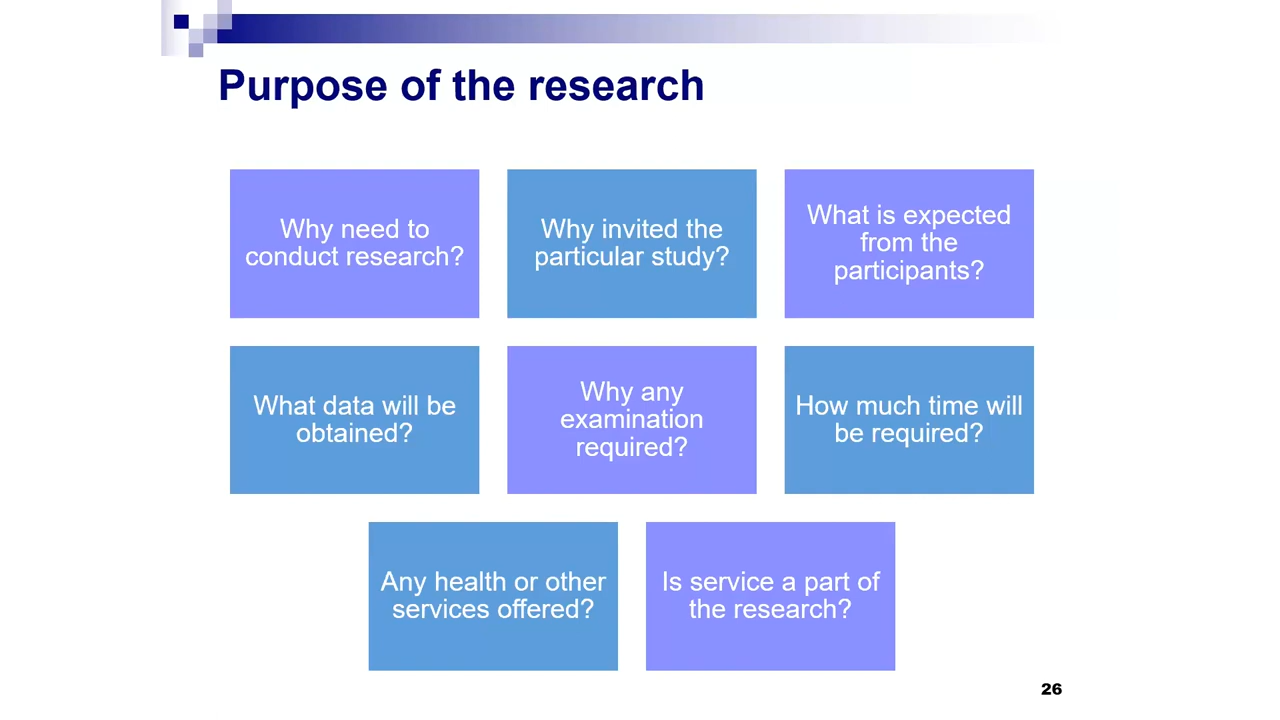 Purpose of the research
Why need to
conduct research?
Why invited the
particular study?
What is expected
from the
participants?
What data will be
obtained?
Why any
examination
required?
How much time will
be required?
Any health or other
services offered?
Is service a part of
the research?
26